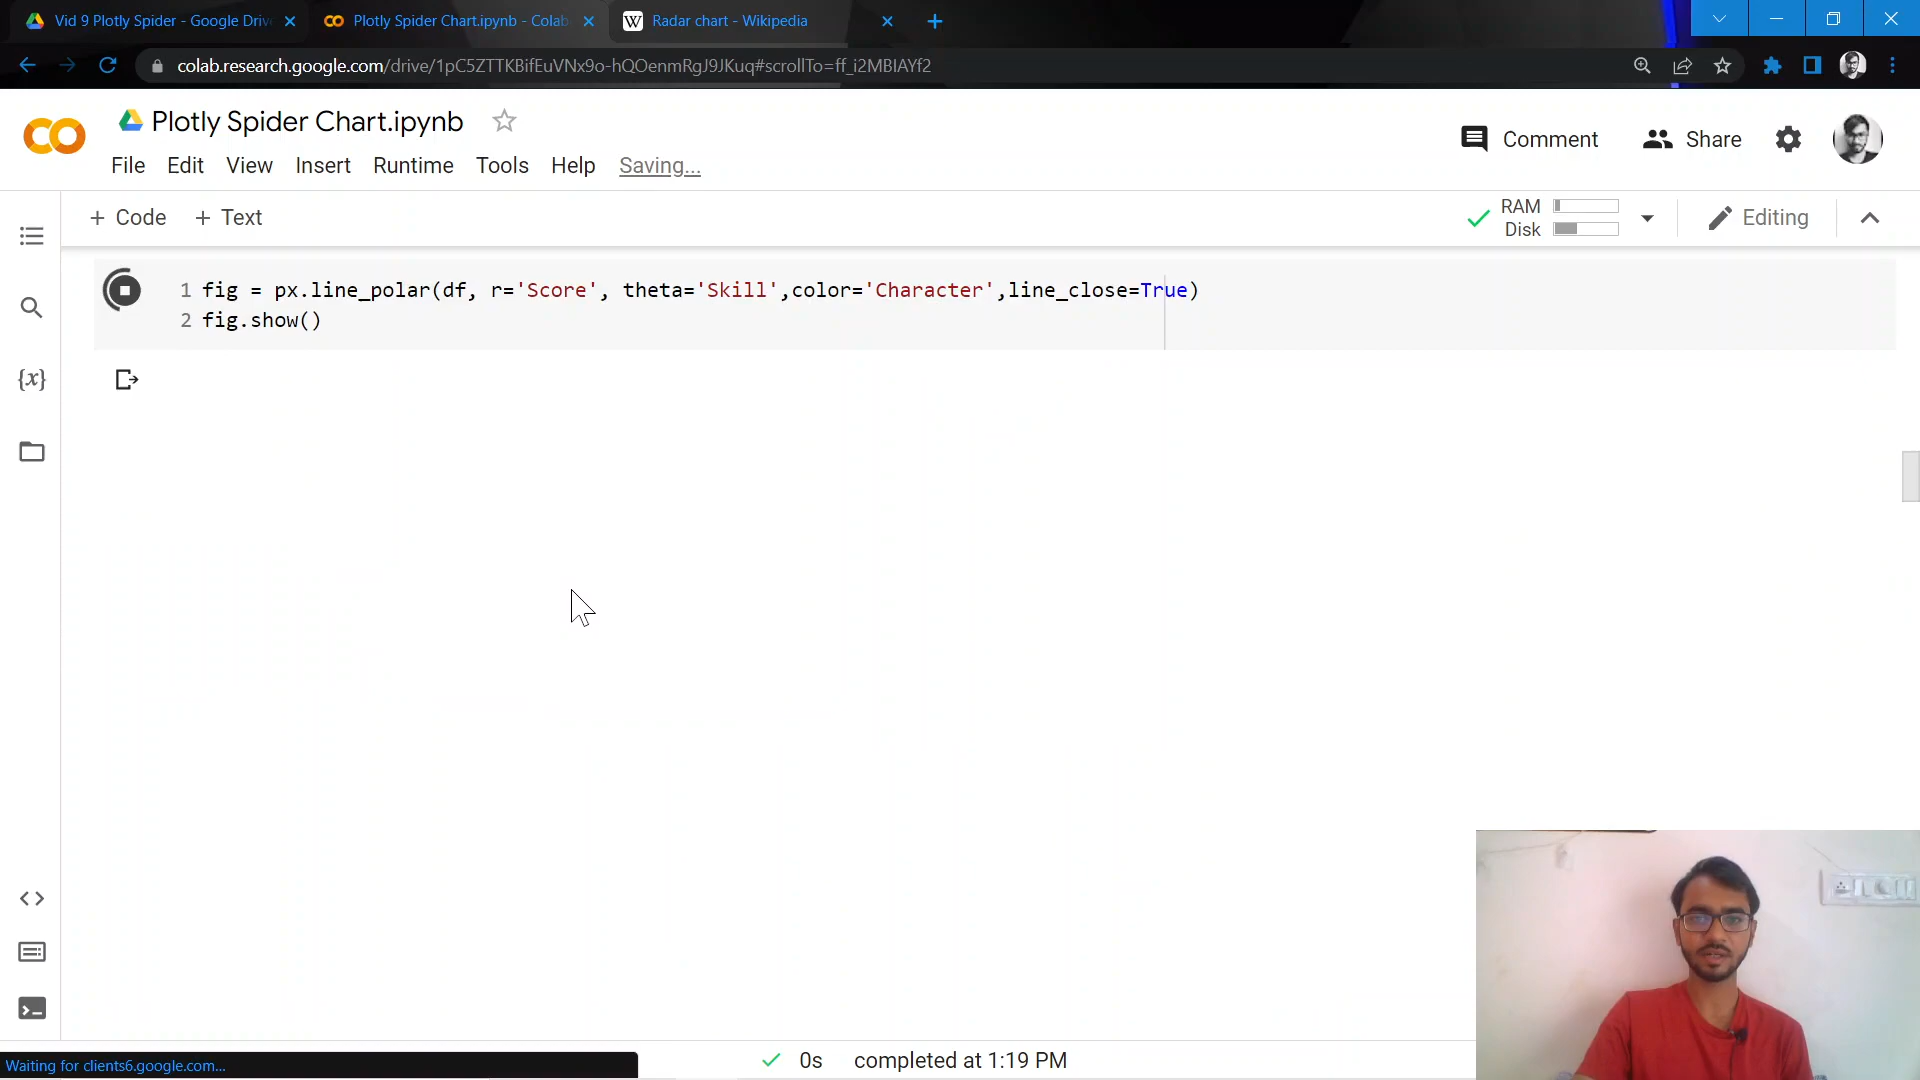 Vid 9 Plotly Spider - Google Driv
Plotly Spider Chart.ipynb - Colab
W Radar chart - Wikipedia
colab.research.google.com/drive/1pC5ZTTKBifEuVNx9o-hQOenmRgJ9JKuq#scrollTo=ff_i2MBIAYf2
CO
Plotly Spider Chart.ipynb
Comment
Share
File Edit View Insert Runtime Tools Help Saving...
+ Code + Text
RAM
Disk
Editing
{x}
1 fig = px.line_polar(df, r='Score', theta='Skill',color='Character',line_close=True)
2 fig.show()
Waiting for clients6.google.com...
0s completed at 1:19 PM